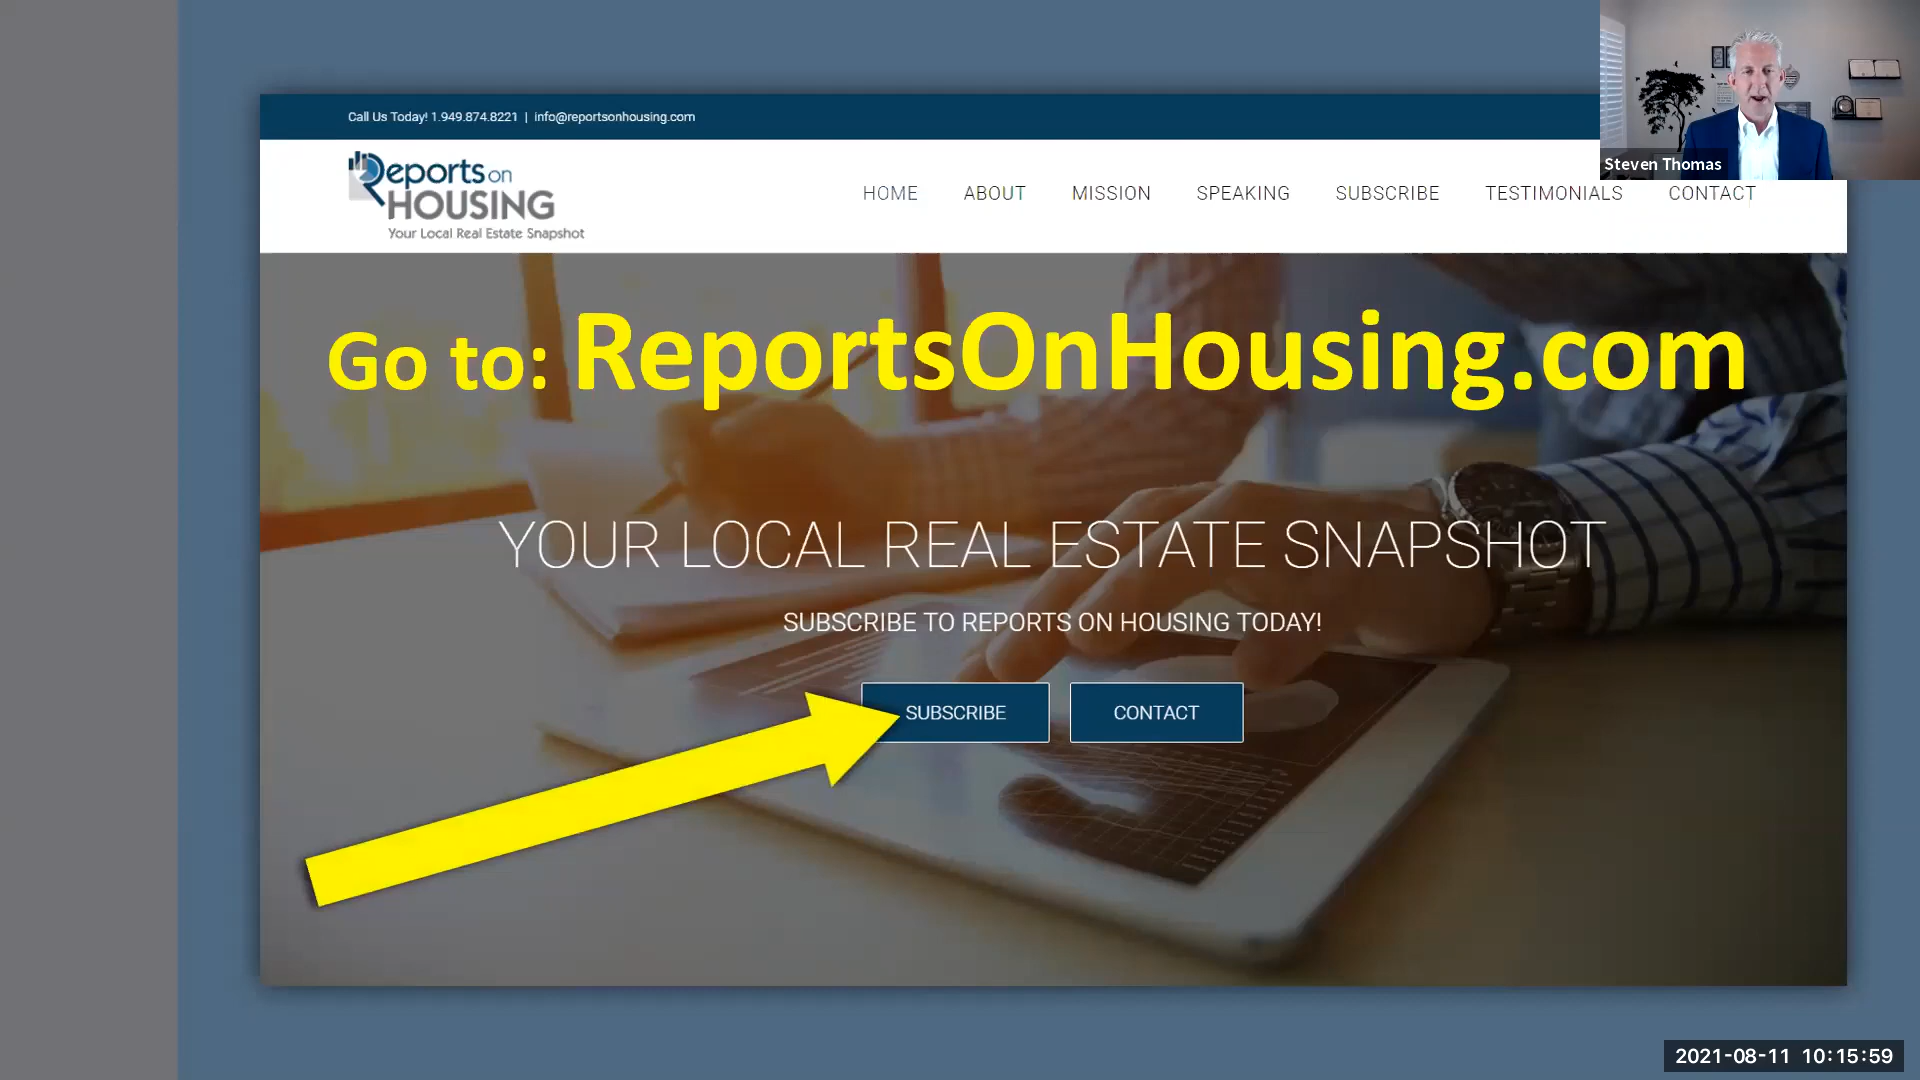 Call Us Today! 1.949.874.8221 | info@reportsonhousing.com
Reports on
HOUSING
Your Local Real Estate Snapshot
HOME ABOUT MISSION SPEAKING SUBSCRIBE TESTIMONIALS CONTACT
Steven Thomas
Go to: ReportsOnHousing.com
YOUR LOCAL REAL ESTATE SNAPSHOT
SUBSCRIBE TO REPORTS ON HOUSING TODAY!
SUBSCRIBE CONTACT
2021-08-11 10:15:59